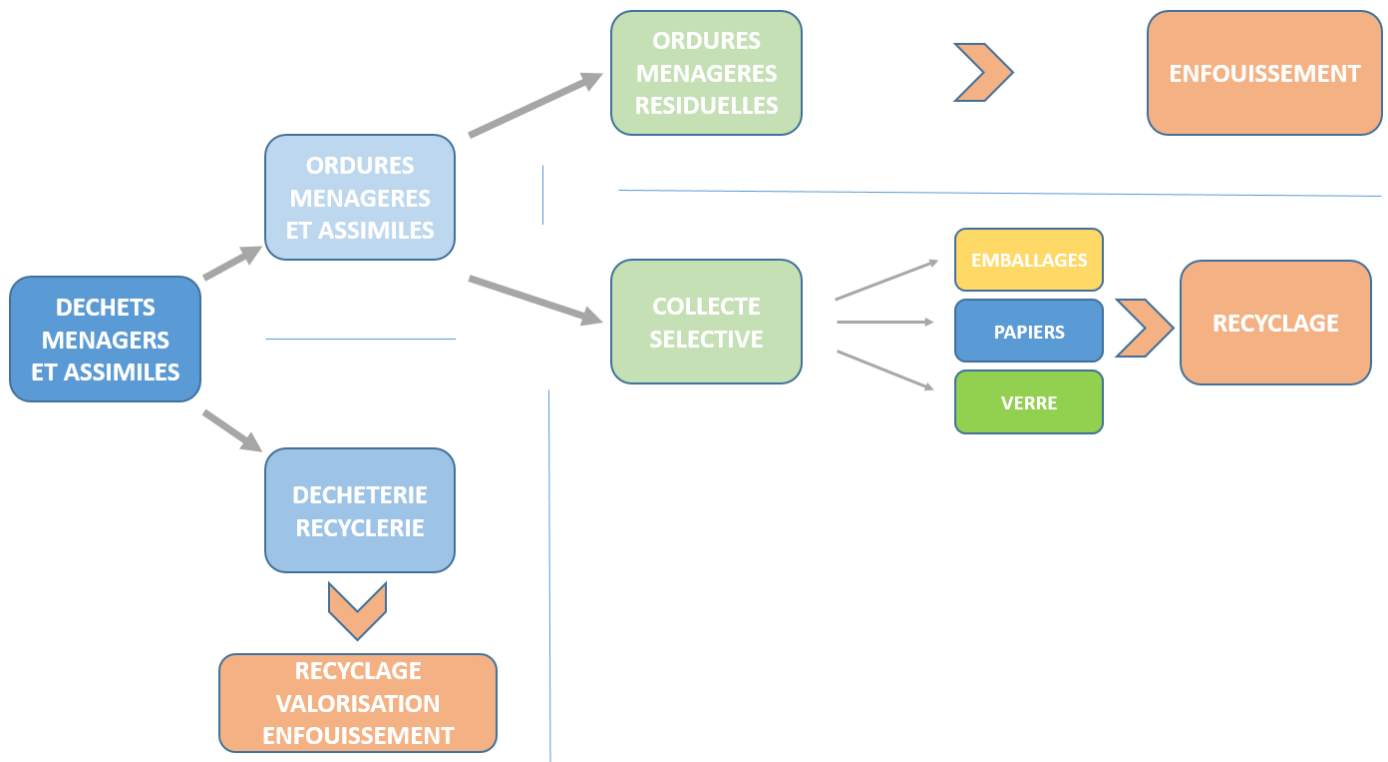 ORDURES
MENAGERES
RESIDUELLES
ENFOUISSEMENT
ORDURES
MENAGERES
ET ASSIMILES
DECHETS
MENAGERS
ET ASSIMILES
COLLECTE
SELECTIVE
EMBALLAGES
PAPIERS
VERRE
RECYCLAGE
DECHETERIE
RECYCLERIE
RECYCLAGE
VALORISATION
ENFOUISSEMENT